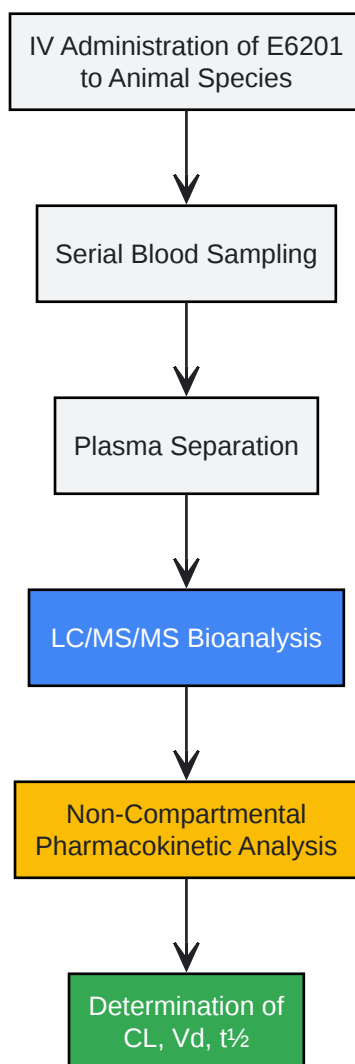 IV Administration of E6201
to Animal Species
Serial Blood Sampling
Plasma Separation
LC/MS/MS Bioanalysis
Non-Compartmental
Pharmacokinetic Analysis
Determination of
CL, Vd, t½